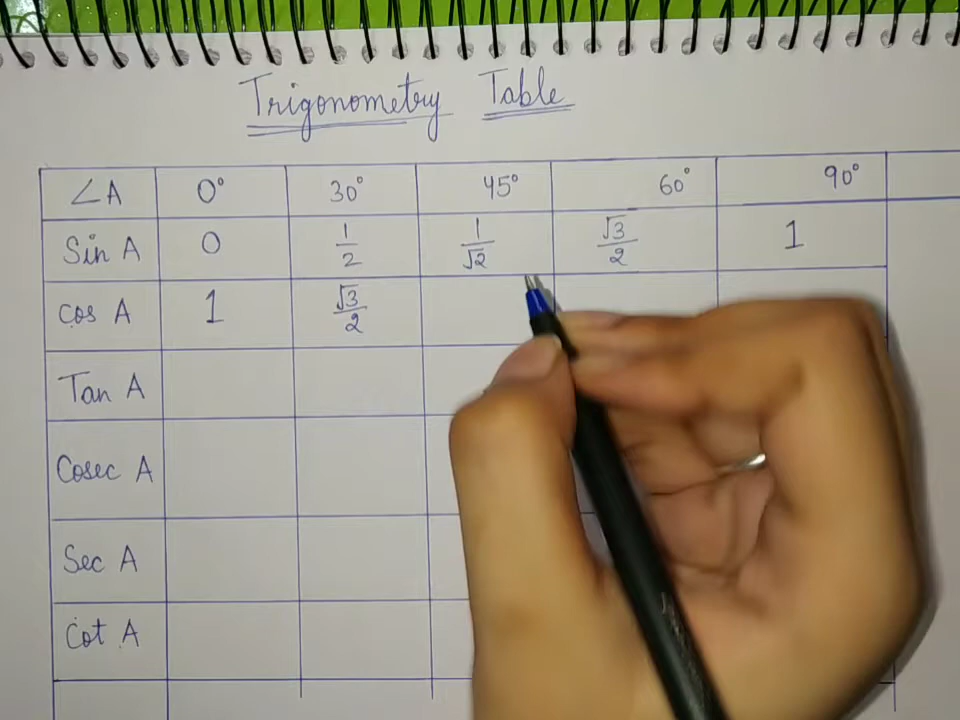 Trigonometry Table
∠A 0° 30° 45° 60° 90°
Sin A 0 1/2 1/√2 √3/2 1
Cos A 1 √3/2
Tan A
Cosec A
Sec A
Cot A